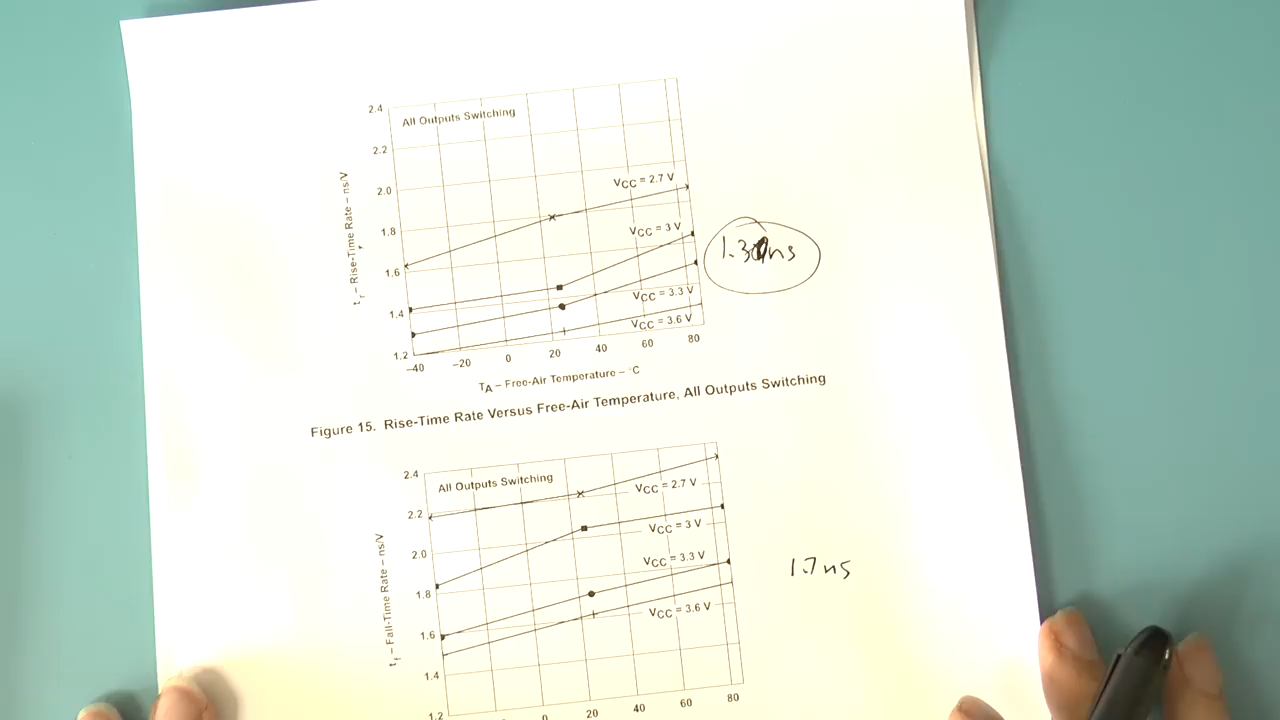 2.4
All Outputs Switching
2.2
VCC = 2.7 V
2.0
1.8
VCC = 3 V
1.6
VCC = 3.3 V
1.4
VCC = 3.6 V
1.2
–40 –20 0 20 40 60 80
tr – Rise-Time Rate – ns/V
TA – Free-Air Temperature – °C
Figure 15. Rise-Time Rate Versus Free-Air Temperature, All Outputs Switching
2.4
All Outputs Switching
VCC = 2.7 V
2.2
VCC = 3 V
2.0
VCC = 3.3 V
1.8
VCC = 3.6 V
1.6
1.4
1.2
0 20 40 60 80
tf – Fall-Time Rate – ns/V
1.7 ns